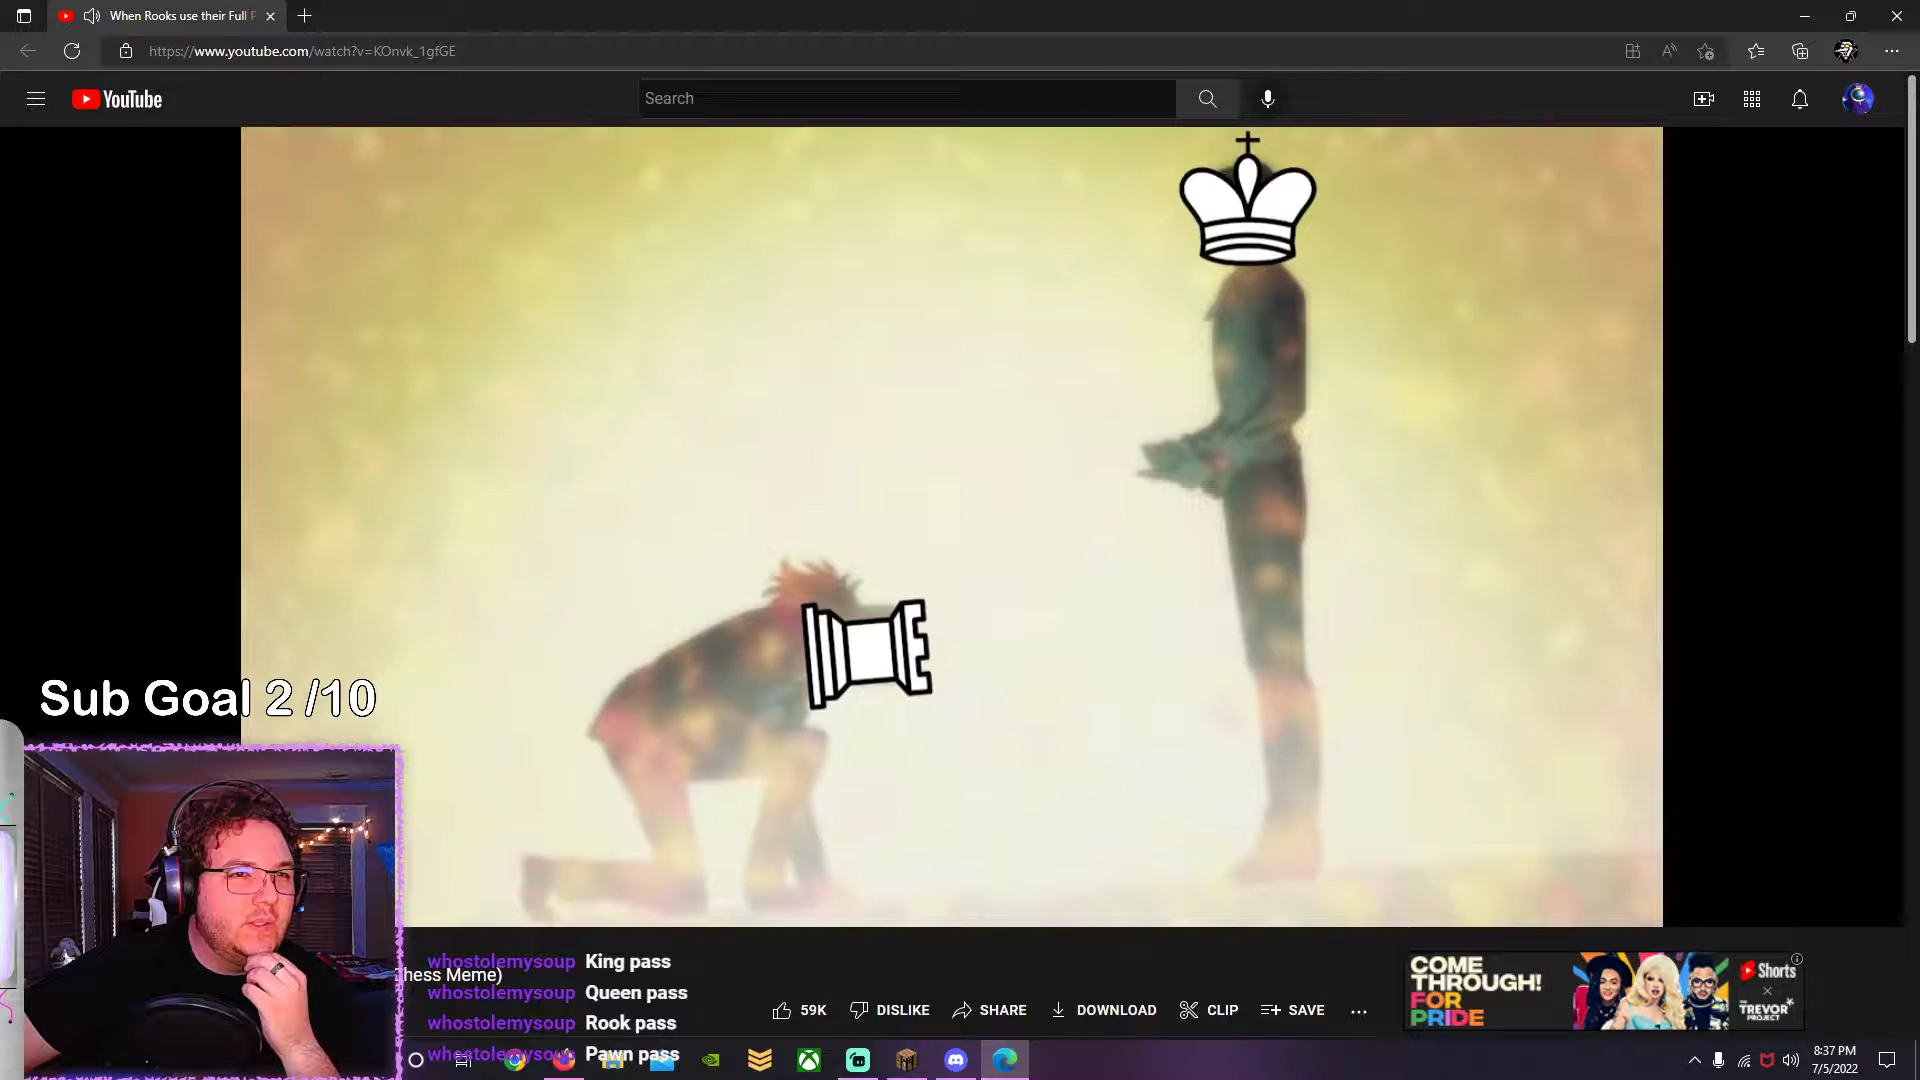 When Rooks use their Full P
https://www.youtube.com/watch?v=KOnvk_1gfGE
YouTube
Search
Sub Goal 2 /10
whostolemysoup King pass
hess Meme)
whostolemysoup Queen pass
whostolemysoup Rook pass
whostolemysoup Pawn pass
59K DISLIKE SHARE DOWNLOAD CLIP SAVE
COME
THROUGH!
FOR
PRIDE
Shorts
THE
TREVOR
PROJECT
8:37 PM
7/5/2022